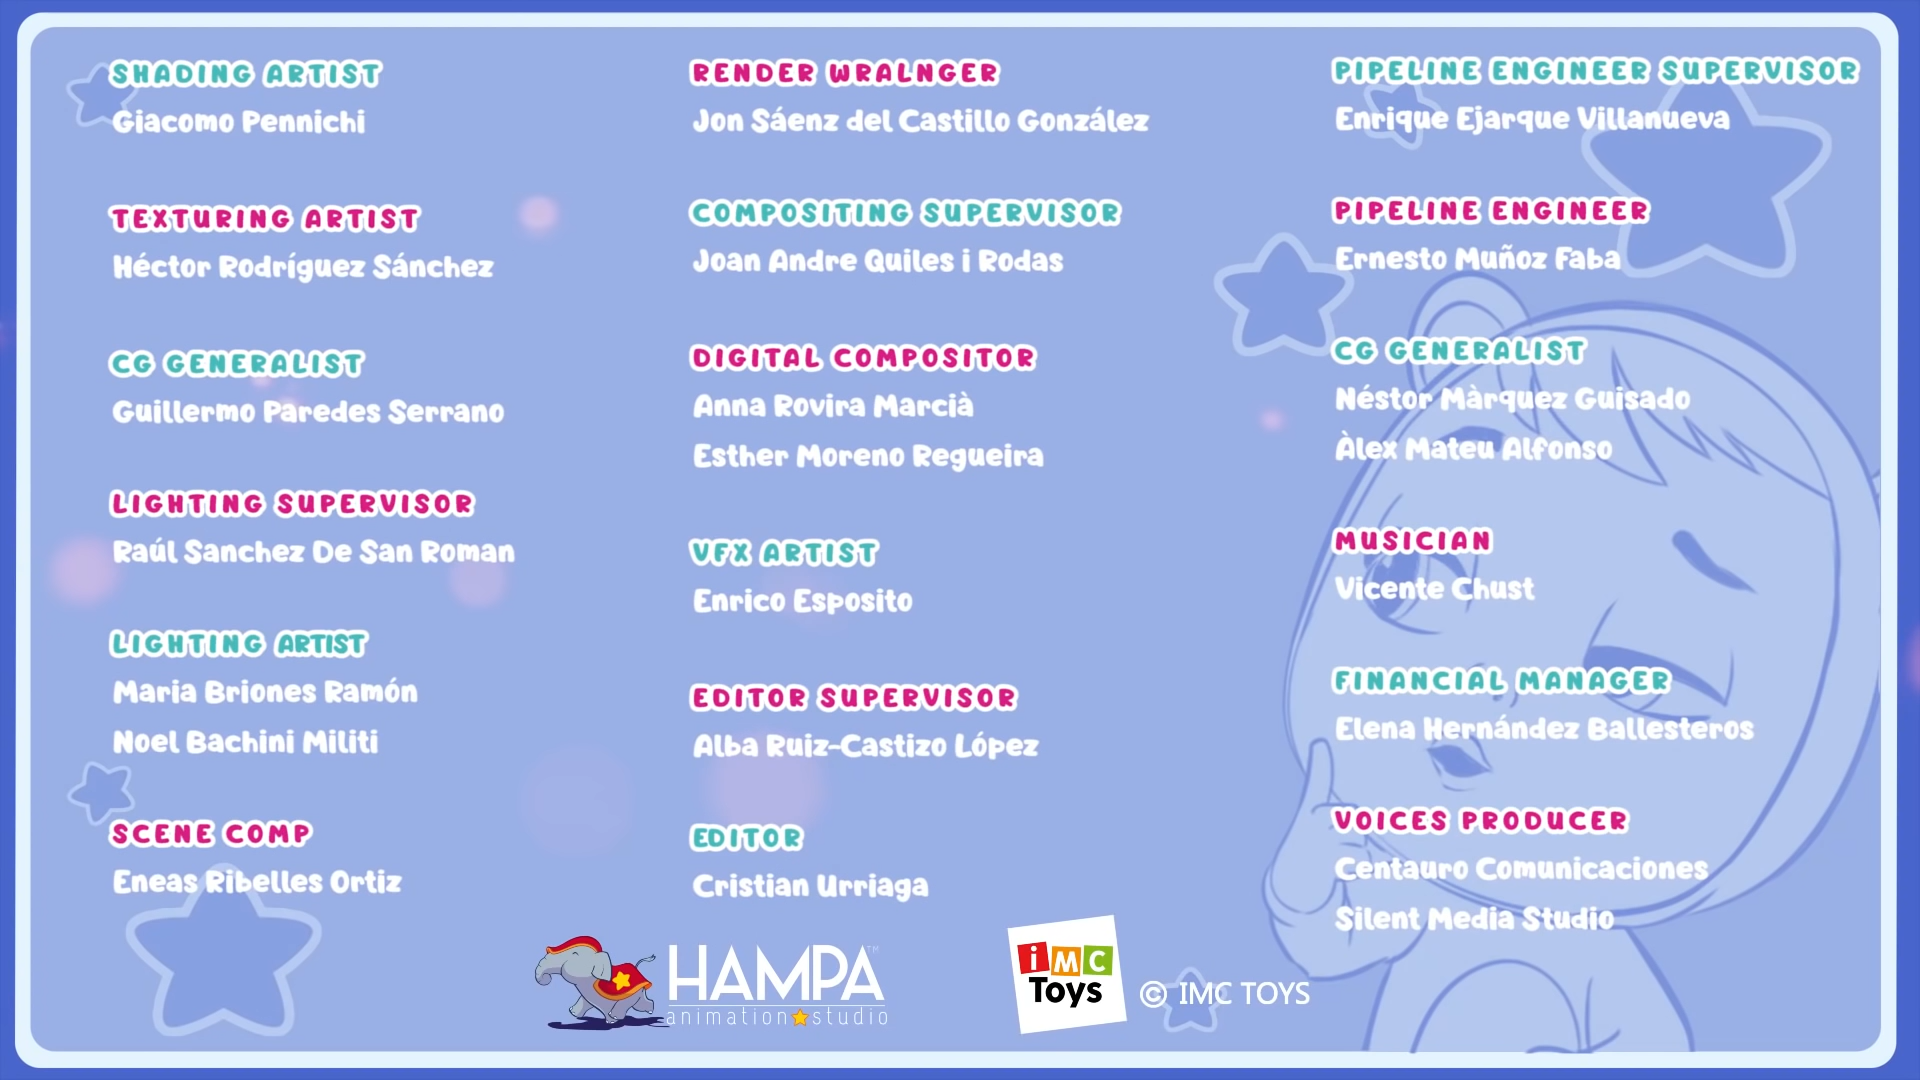 SHADING ARTIST
Giacomo Pennichi
TEXTURING ARTIST
Héctor Rodríguez Sánchez
CG GENERALIST
Guillermo Paredes Serrano
LIGHTING SUPERVISOR
Raúl Sanchez De San Roman
LIGHTING ARTIST
Maria Briones Ramón
Noel Bachini Militi
SCENE COMP
Eneas Ribelles Ortiz
RENDER WRALNGER
Jon Sáenz del Castillo González
COMPOSITING SUPERVISOR
Joan Andre Quiles i Rodas
DIGITAL COMPOSITOR
Anna Rovira Marcià
Esther Moreno Regueira
VFX ARTIST
Enrico Esposito
EDITOR SUPERVISOR
Alba Ruiz-Castizo López
EDITOR
Cristian Urriaga
PIPELINE ENGINEER SUPERVISOR
Enrique Ejarque Villanueva
PIPELINE ENGINEER
Ernesto Muñoz Faba
CG GENERALIST
Néstor Màrquez Guisado
Àlex Mateu Alfonso
MUSICIAN
Vicente Chust
FINANCIAL MANAGER
Elena Hernández Ballesteros
VOICES PRODUCER
Centauro Comunicaciones
Silent Media Studio
HAMPA™
animation studio
iMC
Toys
© IMC TOYS